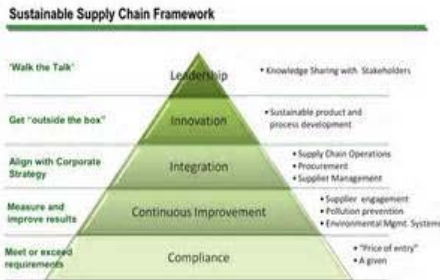 Sustainable Supply Chain Framework
'Walk the Talk'
Leadership
• Knowledge Sharing with Stakeholders
Get "outside the box"
Innovation
• Sustainable product and
process development
Align with Corporate
Strategy
Integration
• Supply Chain Operations
• Procurement
• Supplier Management
Measure and
improve results
Continuous Improvement
• Supplier engagement
• Pollution prevention
• Environmental Mgmt. Systems
Meet or exceed
requirements
Compliance
• "Price of entry"
• A given